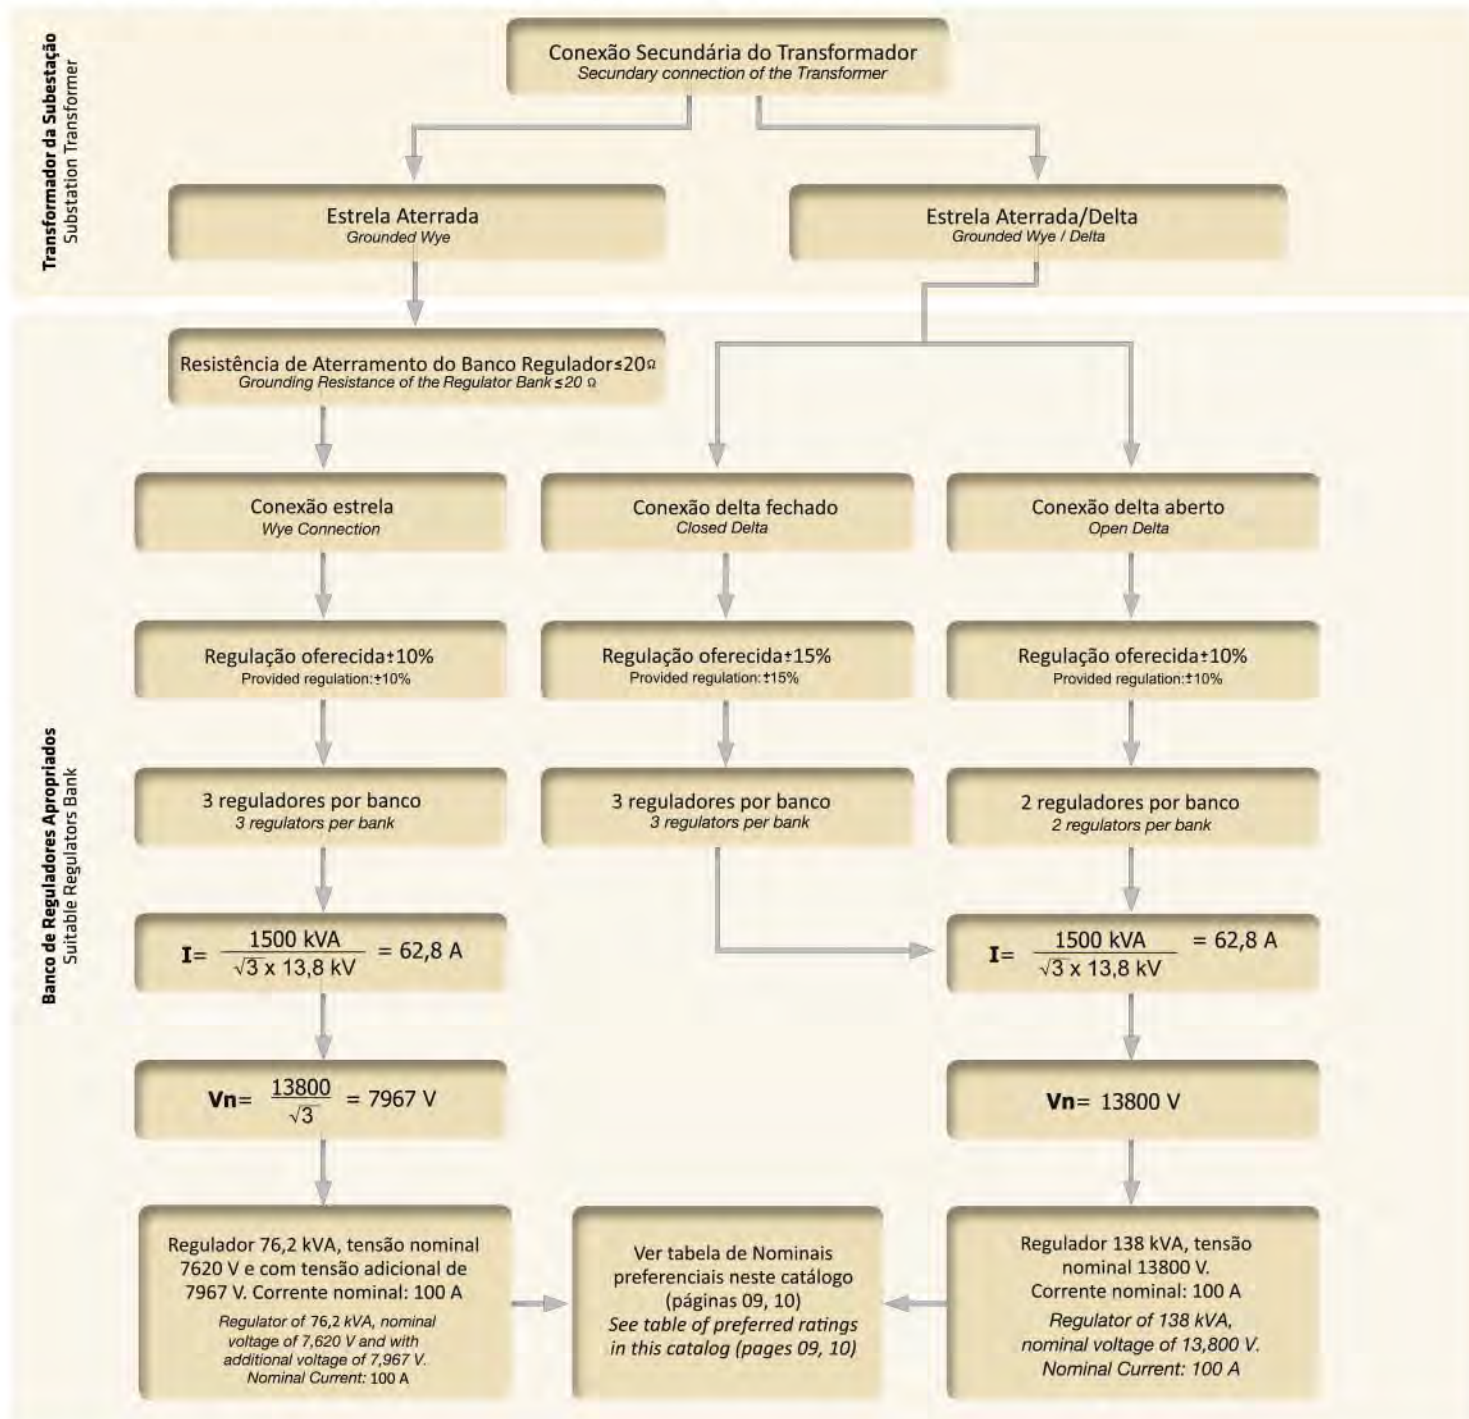 Transformador da Subestação
Substation Transformer
Conexão Secundária do Transformador
Secundary connection of the Transformer
Estrela Aterrada
Grounded Wye
Estrela Aterrada/Delta
Grounded Wye / Delta
Banco de Reguladores Apropriados
Suitable Regulators Bank
Resistência de Aterramento do Banco Regulador≤20Ω
Grounding Resistance of the Regulator Bank ≤20 Ω
Conexão estrela
Wye Connection
Conexão delta fechado
Closed Delta
Conexão delta aberto
Open Delta
Regulação oferecida±10%
Provided regulation:±10%
Regulação oferecida±15%
Provided regulation:±15%
Regulação oferecida±10%
Provided regulation:±10%
3 reguladores por banco
3 regulators per bank
3 reguladores por banco
3 regulators per bank
2 reguladores por banco
2 regulators per bank
I= 1500 kVA / √3 x 13,8 kV = 62,8 A
I= 1500 kVA / √3 x 13,8 kV = 62,8 A
Vn= 13800 / √3 = 7967 V
Vn= 13800 V
Regulador 76,2 kVA, tensão nominal
7620 V e com tensão adicional de
7967 V. Corrente nominal: 100 A
Regulator of 76,2 kVA, nominal
voltage of 7,620 V and with
additional voltage of 7,967 V.
Nominal Current: 100 A
Ver tabela de Nominais
preferenciais neste catálogo
(páginas 09, 10)
See table of preferred ratings
in this catalog (pages 09, 10)
Regulador 138 kVA, tensão
nominal 13800 V.
Corrente nominal: 100 A
Regulator of 138 kVA,
nominal voltage of 13,800 V.
Nominal Current: 100 A